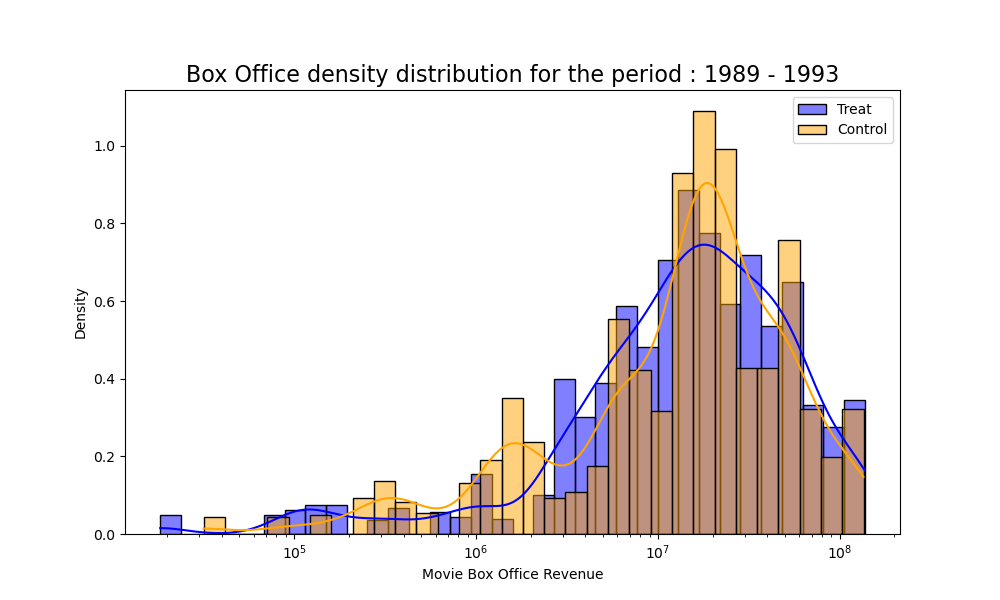 Box Office density distribution for the period : 1989 - 1993
Treat
Control
1.0
0.8
0.6
0.4
0.2
0.0
Density
10⁵
10⁶
10⁷
10⁸
Movie Box Office Revenue